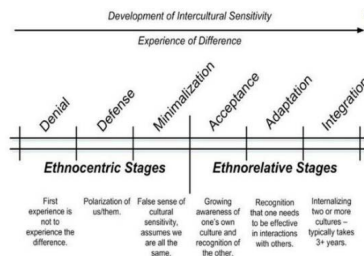 Development of Intercultural Sensitivity
Experience of Difference
Denial
Defense
Minimalization
Acceptance
Adaptation
Integration
Ethnocentric Stages
Ethnorelative Stages
First
experience is
not to
experience the
difference.
Polarization of
us/them.
False sense of
cultural
sensitivity,
assumes we
are all the
same.
Growing
awareness of
one's own
culture and
recognition of
the other.
Recognition
that one needs
to be effective
in interactions
with others.
Internalizing
two or more
cultures –
typically takes
3+ years.